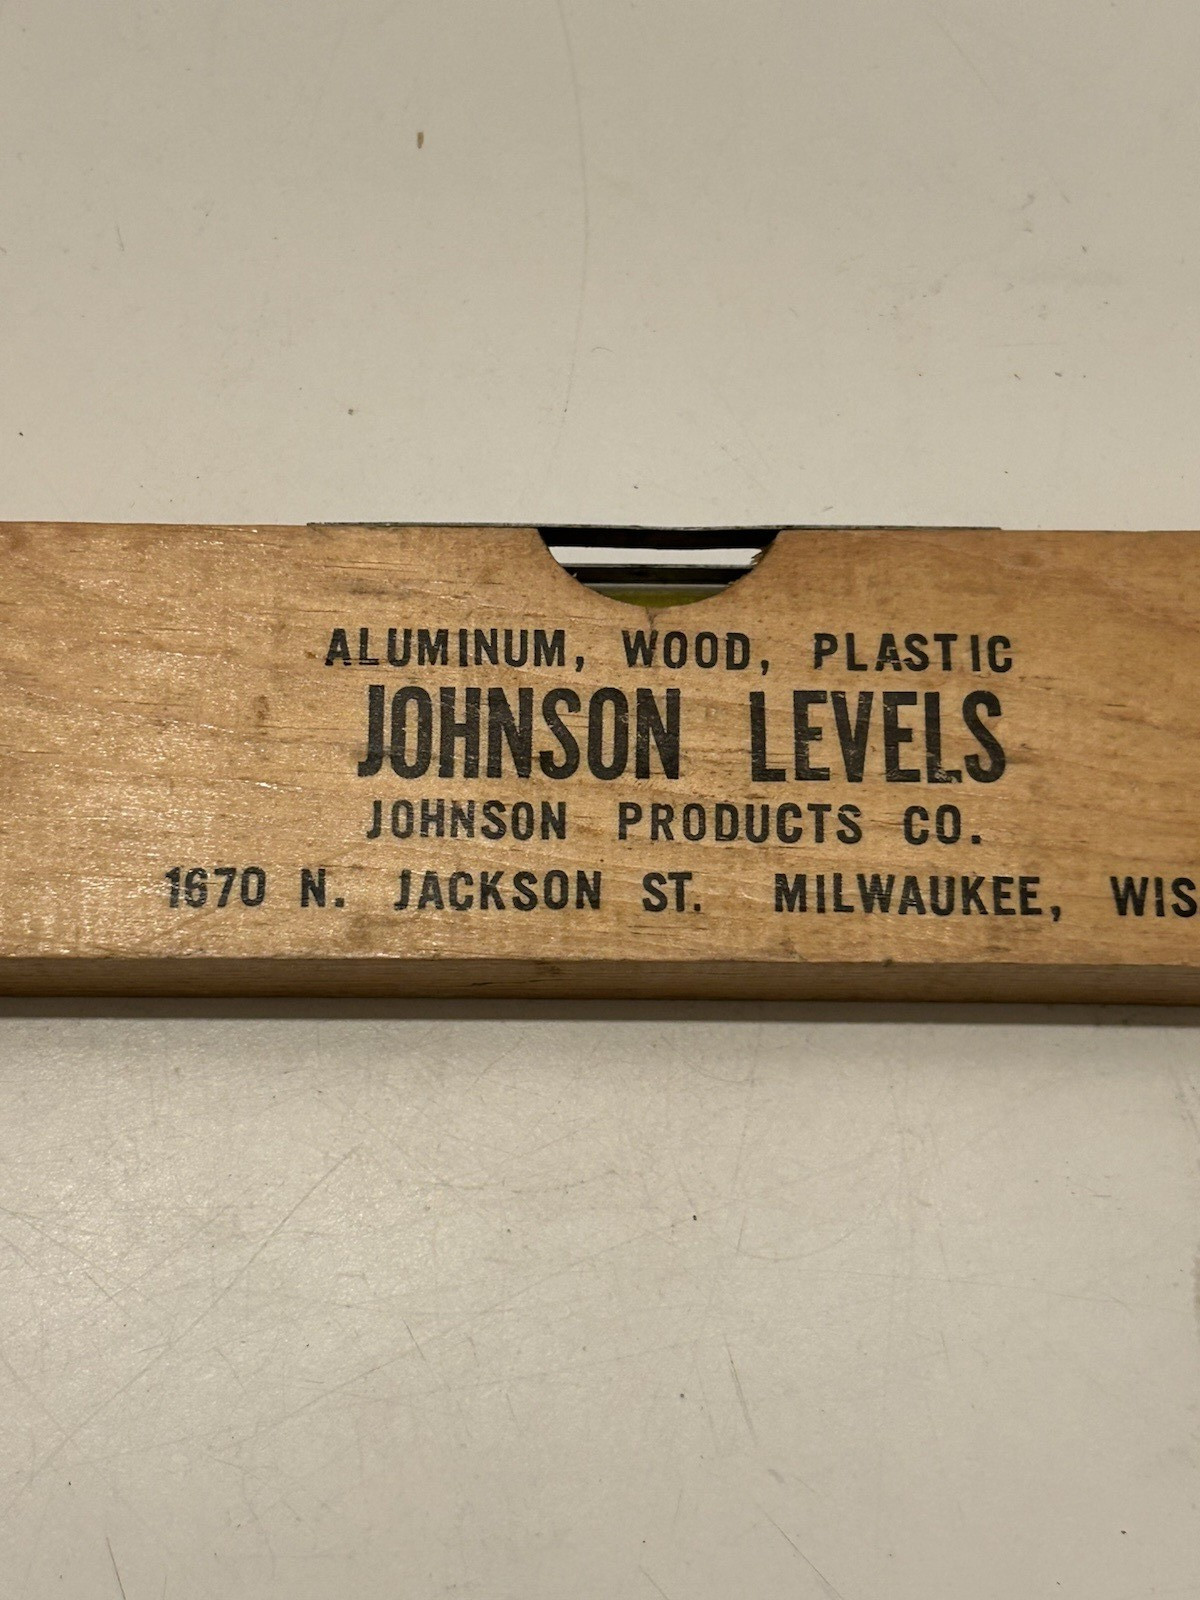 ALUMINUM, WOOD, PLASTIC
JOHNSON LEVELS
JOHNSON PRODUCTS CO.
1670 N. JACKSON ST. MILWAUKEE, WIS